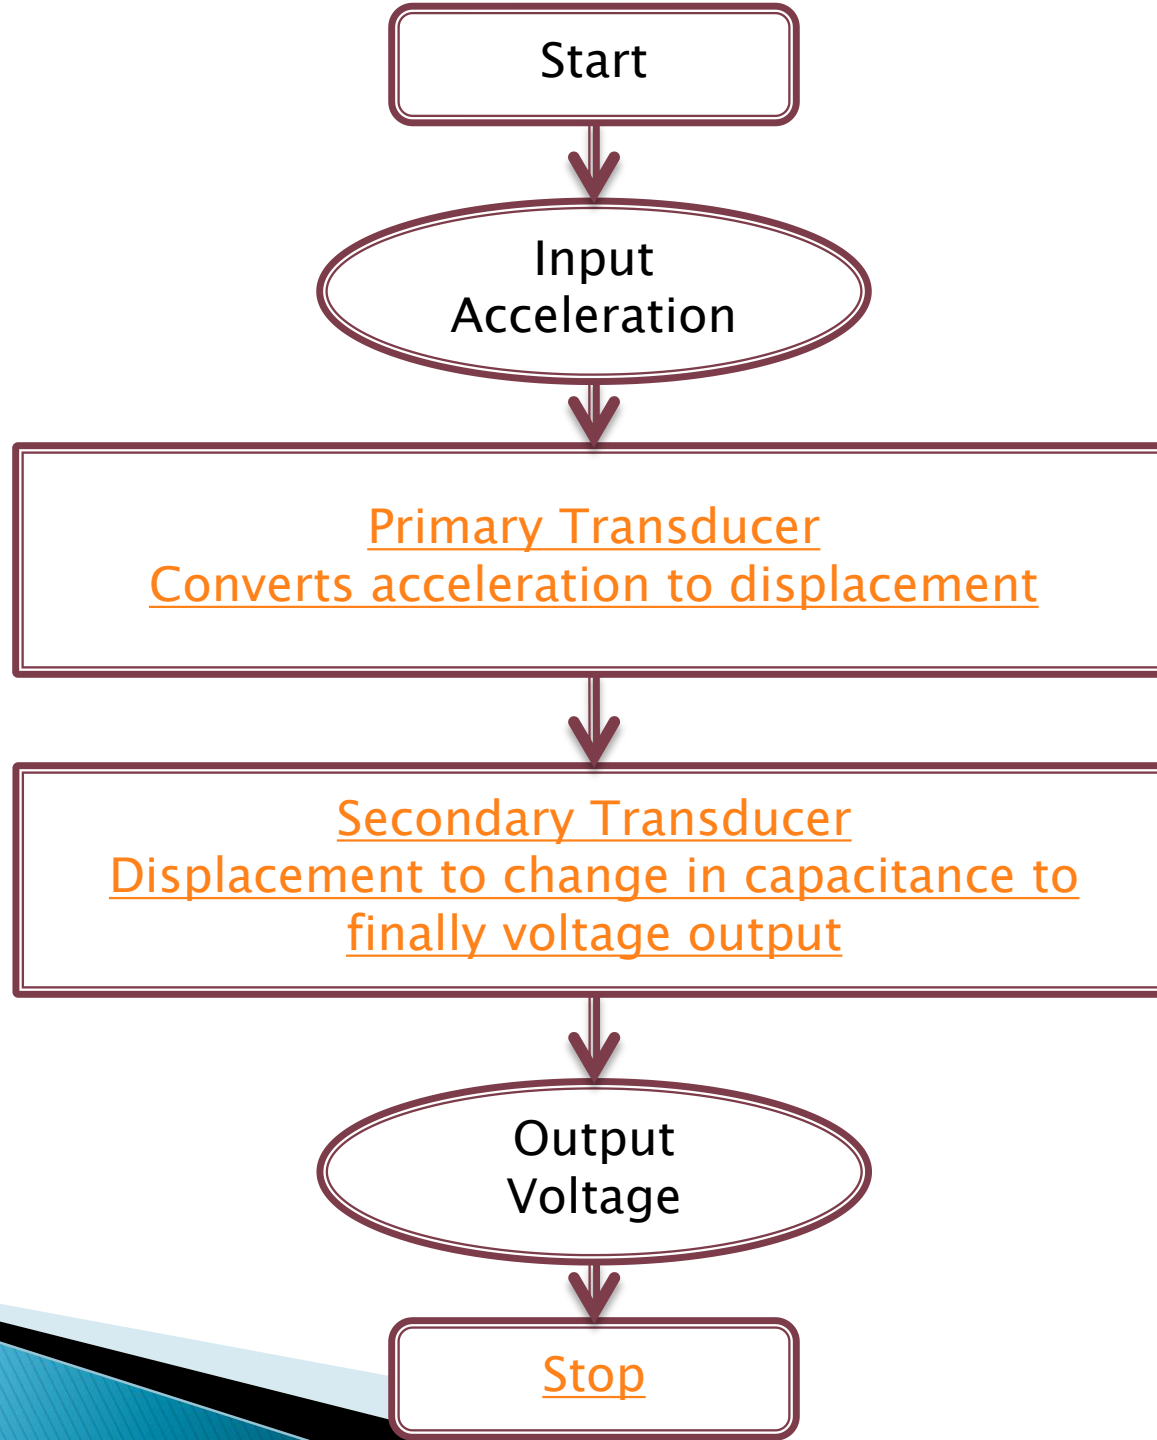 Start
Input
Acceleration
Primary Transducer
Converts acceleration to displacement
Secondary Transducer
Displacement to change in capacitance to
finally voltage output
Output
Voltage
Stop